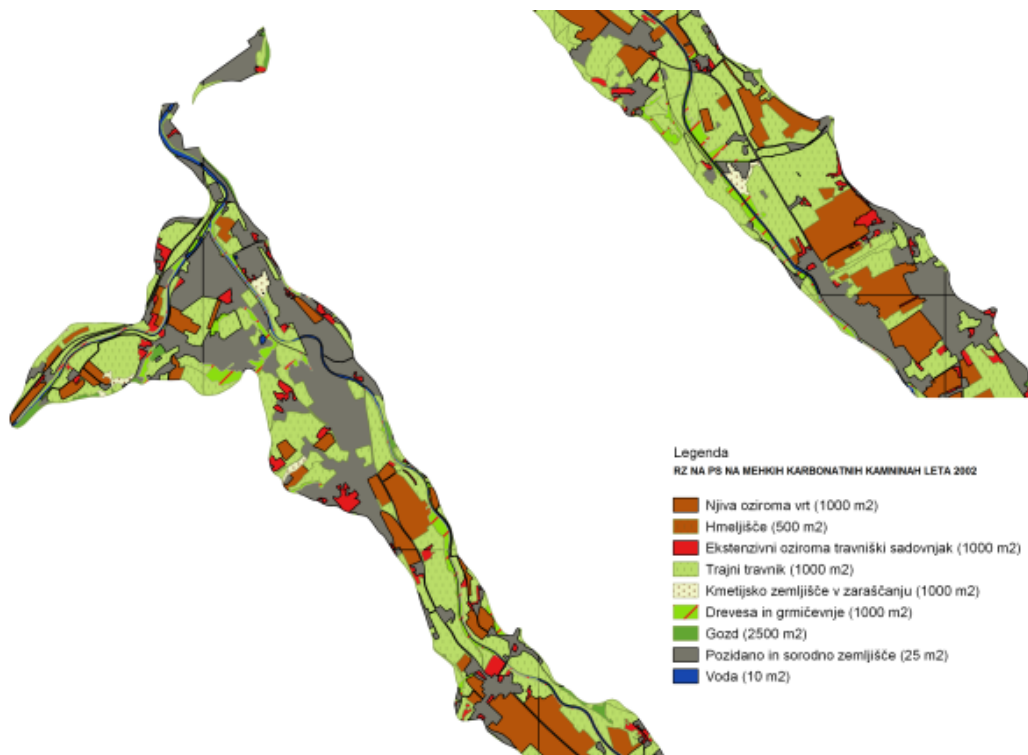 Legenda
RZ NA PS NA MEHKIH KARBONATNIH KAMNINAH LETA 2002
Njiva oziroma vrt (1000 m2)
Hmeljišče (500 m2)
Ekstenzivni oziroma travniški sadovnjak (1000 m2)
Trajni travnik (1000 m2)
Kmetijsko zemljišče v zaraščanju (1000 m2)
Drevesa in grmičevnje (1000 m2)
Gozd (2500 m2)
Pozidano in sorodno zemljišče (25 m2)
Voda (10 m2)